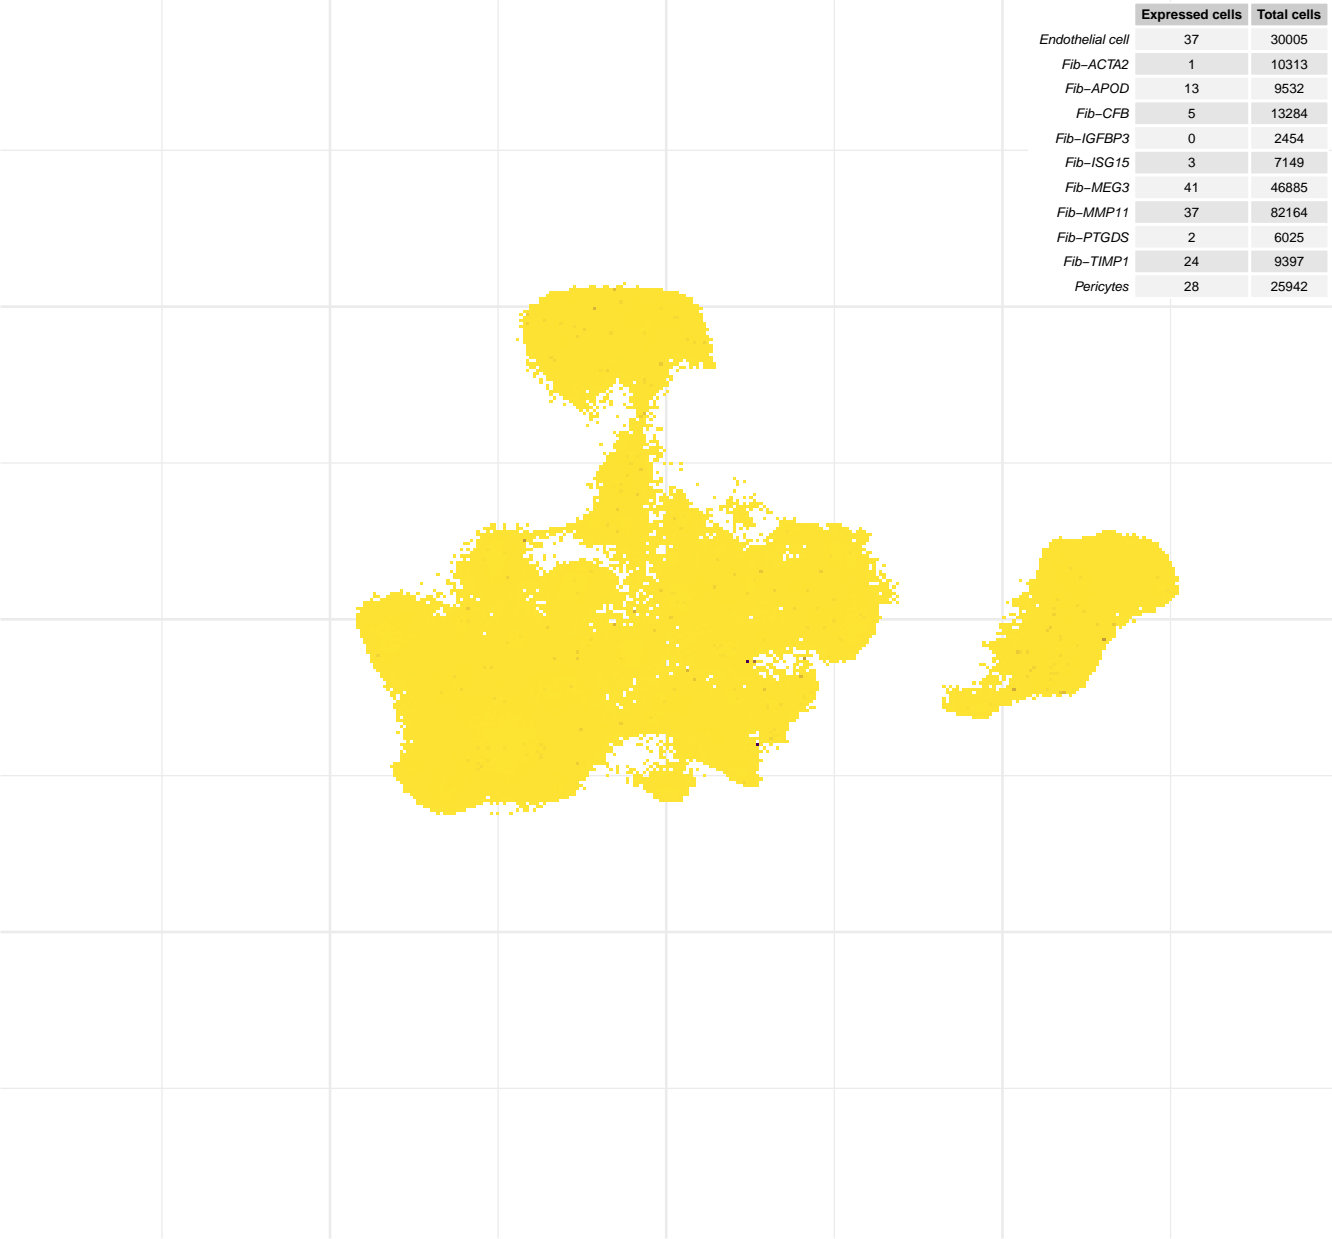 Expressed cells Total cells
Endothelial cell 37 30005
Fib−ACTA2 1 10313
Fib−APOD 13 9532
Fib−CFB 5 13284
Fib−IGFBP3 0 2454
Fib−ISG15 3 7149
Fib−MEG3 41 46885
Fib−MMP11 37 82164
Fib−PTGDS 2 6025
Fib−TIMP1 24 9397
Pericytes 28 25942